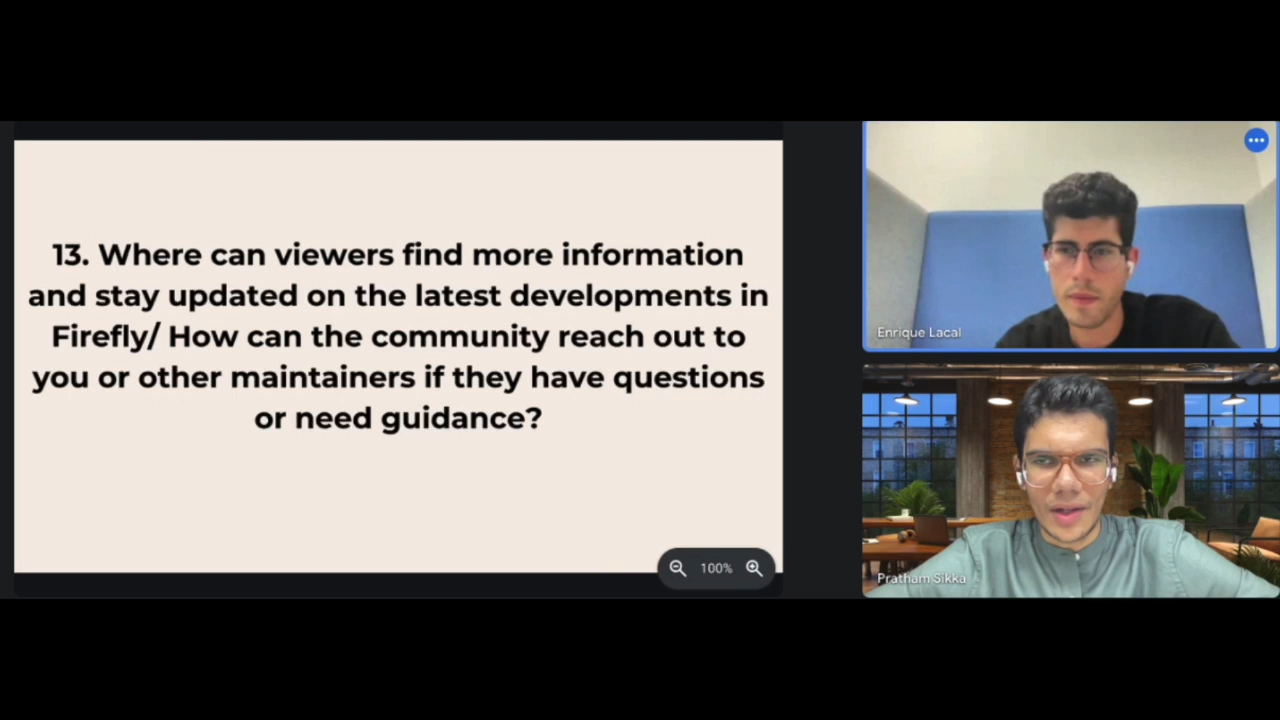 13. Where can viewers find more information
and stay updated on the latest developments in
Firefly/ How can the community reach out to
you or other maintainers if they have questions
or need guidance?
100%
Enrique Lacal
Pratham Sikka